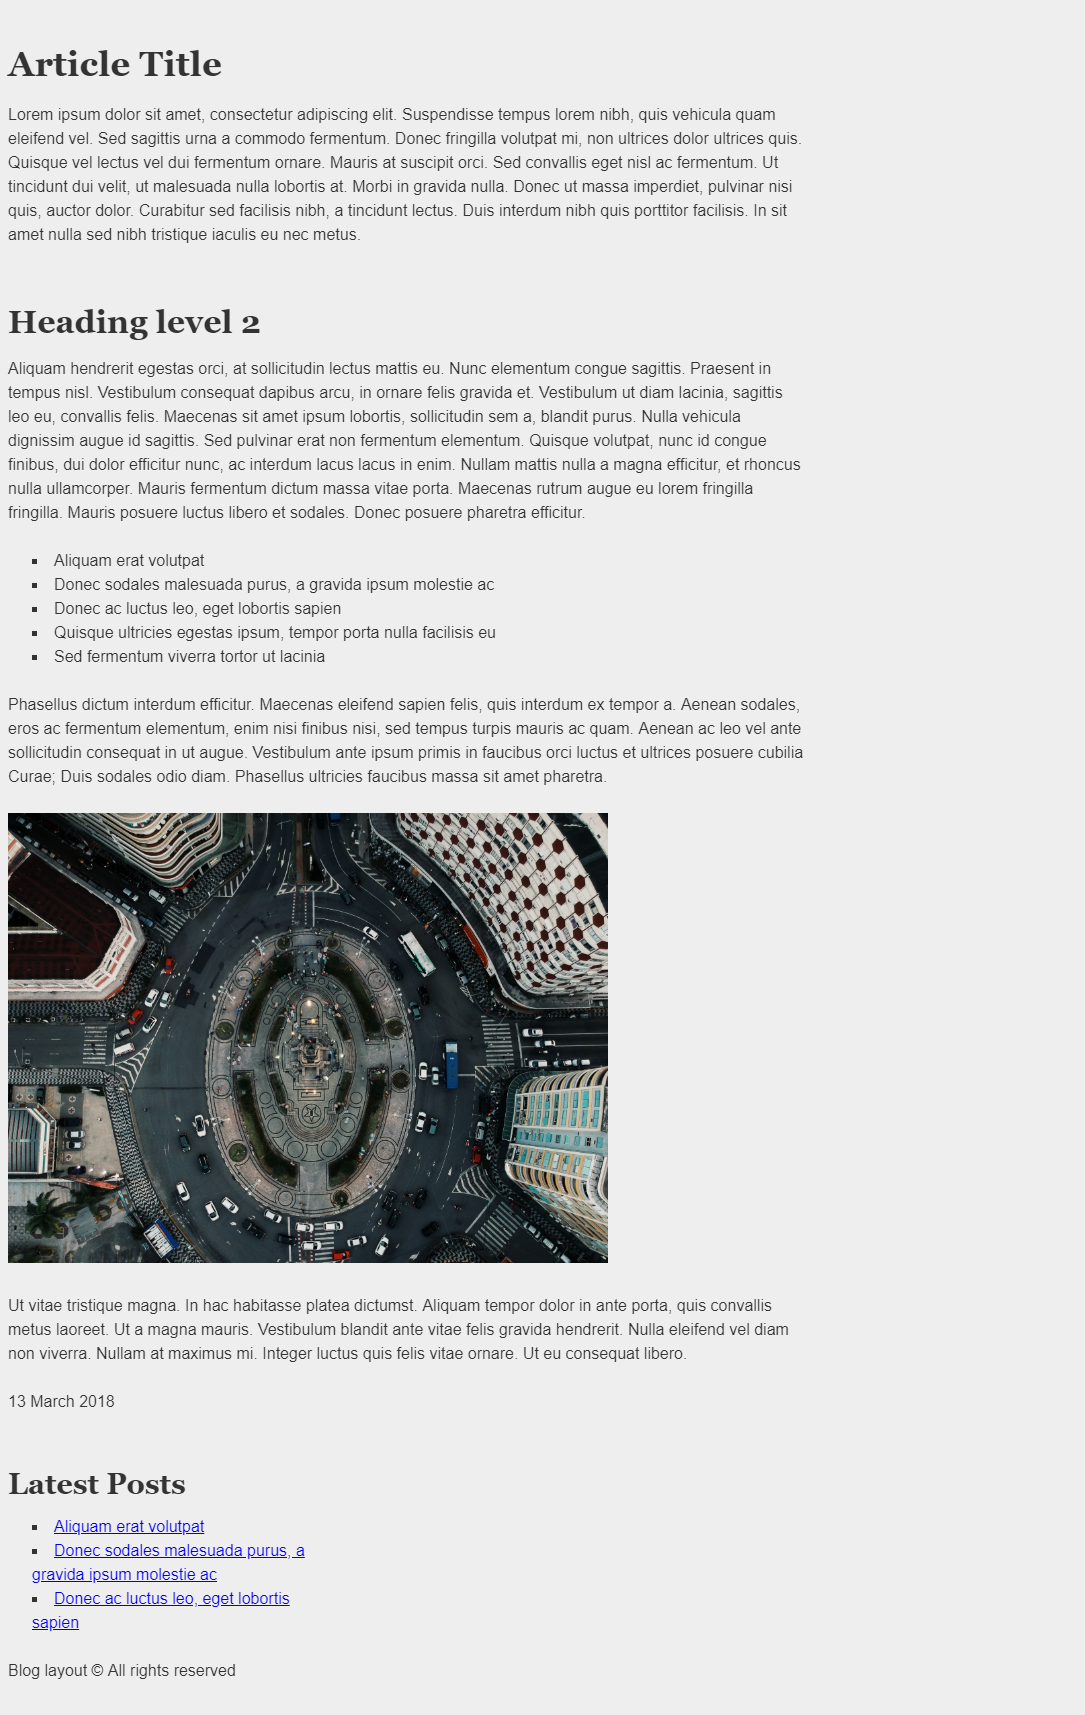 Article Title
Lorem ipsum dolor sit amet, consectetur adipiscing elit. Suspendisse tempus lorem nibh, quis vehicula quam
eleifend vel. Sed sagittis urna a commodo fermentum. Donec fringilla volutpat mi, non ultrices dolor ultrices quis.
Quisque vel lectus vel dui fermentum ornare. Mauris at suscipit orci. Sed convallis eget nisl ac fermentum. Ut
tincidunt dui velit, ut malesuada nulla lobortis at. Morbi in gravida nulla. Donec ut massa imperdiet, pulvinar nisi
quis, auctor dolor. Curabitur sed facilisis nibh, a tincidunt lectus. Duis interdum nibh quis porttitor facilisis. In sit
amet nulla sed nibh tristique iaculis eu nec metus.
Heading level 2
Aliquam hendrerit egestas orci, at sollicitudin lectus mattis eu. Nunc elementum congue sagittis. Praesent in
tempus nisl. Vestibulum consequat dapibus arcu, in ornare felis gravida et. Vestibulum ut diam lacinia, sagittis
leo eu, convallis felis. Maecenas sit amet ipsum lobortis, sollicitudin sem a, blandit purus. Nulla vehicula
dignissim augue id sagittis. Sed pulvinar erat non fermentum elementum. Quisque volutpat, nunc id congue
finibus, dui dolor efficitur nunc, ac interdum lacus lacus in enim. Nullam mattis nulla a magna efficitur, et rhoncus
nulla ullamcorper. Mauris fermentum dictum massa vitae porta. Maecenas rutrum augue eu lorem fringilla
fringilla. Mauris posuere luctus libero et sodales. Donec posuere pharetra efficitur.
▪ Aliquam erat volutpat
▪ Donec sodales malesuada purus, a gravida ipsum molestie ac
▪ Donec ac luctus leo, eget lobortis sapien
▪ Quisque ultricies egestas ipsum, tempor porta nulla facilisis eu
▪ Sed fermentum viverra tortor ut lacinia
Phasellus dictum interdum efficitur. Maecenas eleifend sapien felis, quis interdum ex tempor a. Aenean sodales,
eros ac fermentum elementum, enim nisi finibus nisi, sed tempus turpis mauris ac quam. Aenean ac leo vel ante
sollicitudin consequat in ut augue. Vestibulum ante ipsum primis in faucibus orci luctus et ultrices posuere cubilia
Curae; Duis sodales odio diam. Phasellus ultricies faucibus massa sit amet pharetra.
Ut vitae tristique magna. In hac habitasse platea dictumst. Aliquam tempor dolor in ante porta, quis convallis
metus laoreet. Ut a magna mauris. Vestibulum blandit ante vitae felis gravida hendrerit. Nulla eleifend vel diam
non viverra. Nullam at maximus mi. Integer luctus quis felis vitae ornare. Ut eu consequat libero.
13 March 2018
Latest Posts
▪ Aliquam erat volutpat
▪ Donec sodales malesuada purus, a
gravida ipsum molestie ac
▪ Donec ac luctus leo, eget lobortis
sapien
Blog layout © All rights reserved